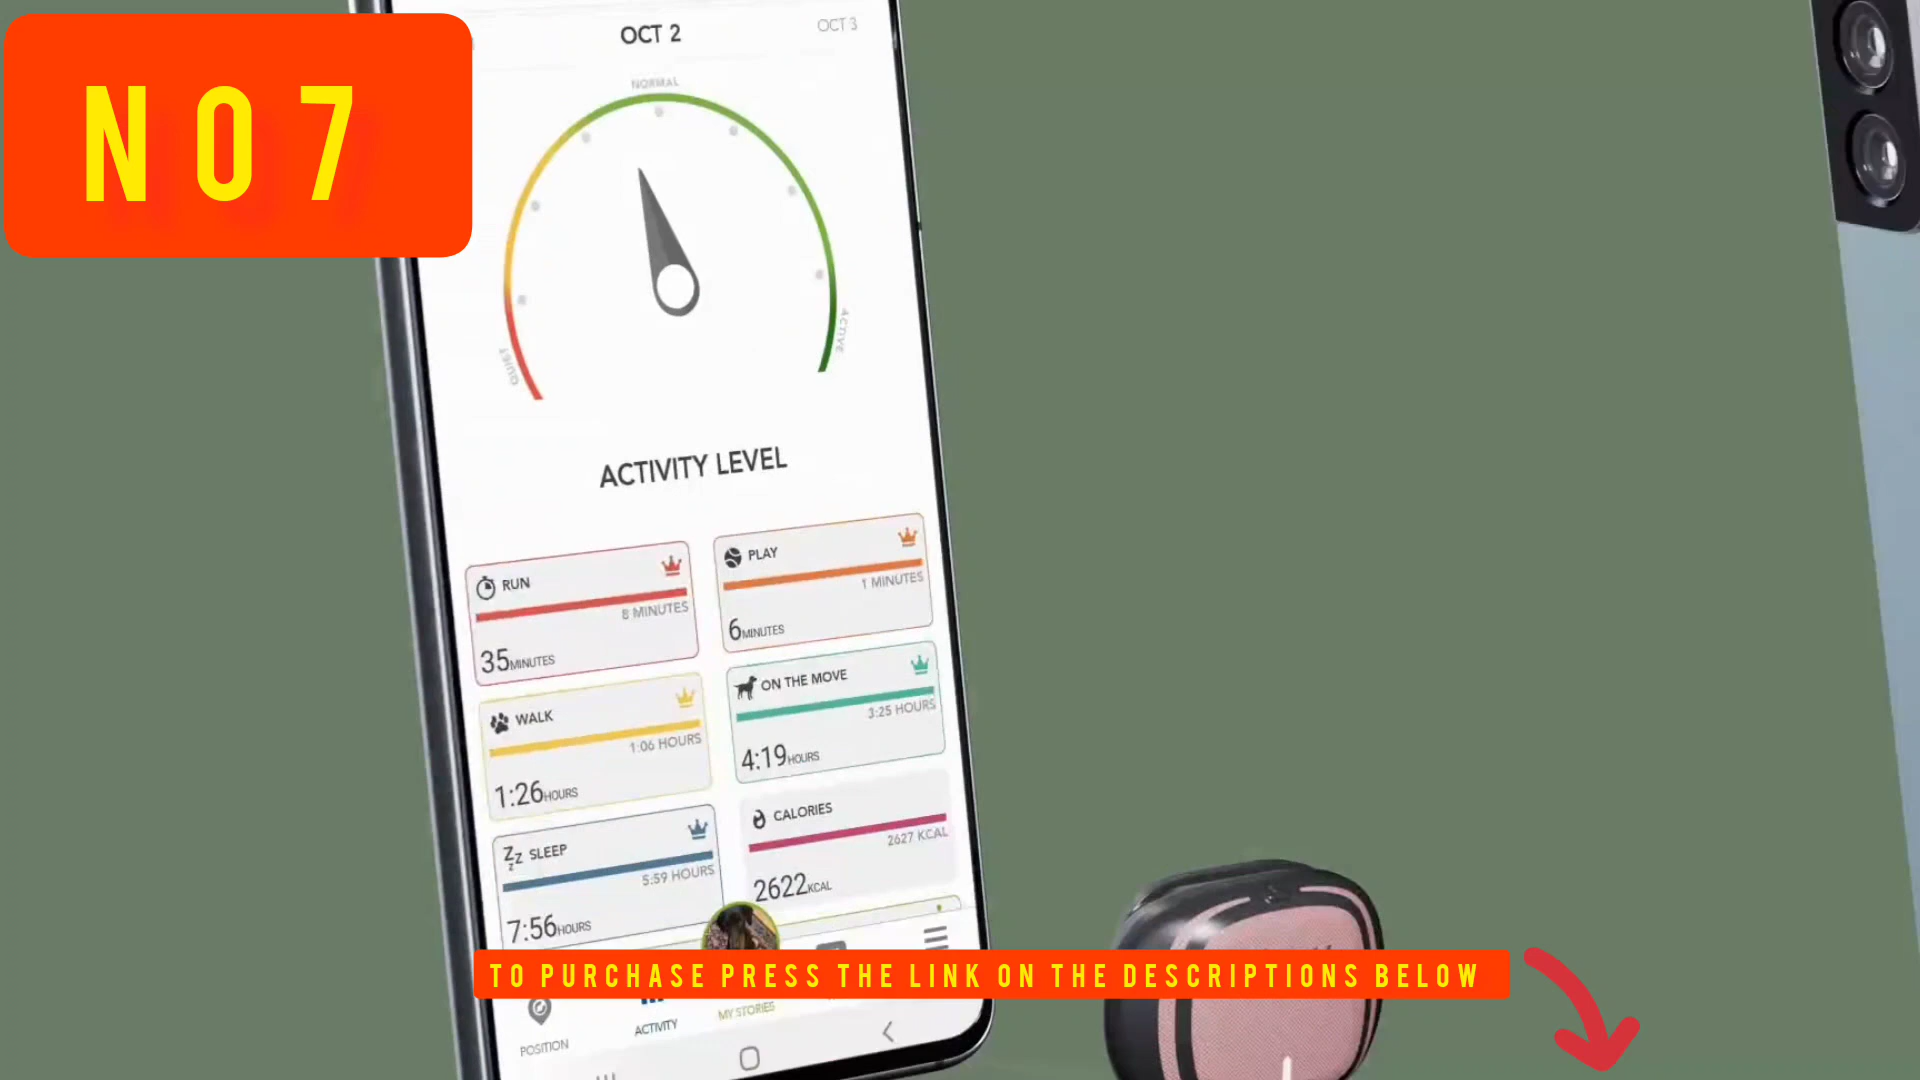 NO7
OCT 2
OCT 3
NORMAL
QUIET
ACTIVE
ACTIVITY LEVEL
RUN
8 MINUTES
35MINUTES
PLAY
1 MINUTES
6MINUTES
WALK
1:06 HOURS
1:26HOURS
ON THE MOVE
3:25 HOURS
4:19HOURS
ZZZ SLEEP
5:59 HOURS
7:56HOURS
CALORIES
2627 KCAL
2622KCAL
TO PURCHASE PRESS THE LINK ON THE DESCRIPTIONS BELOW
POSITION
ACTIVITY
MY STORIES